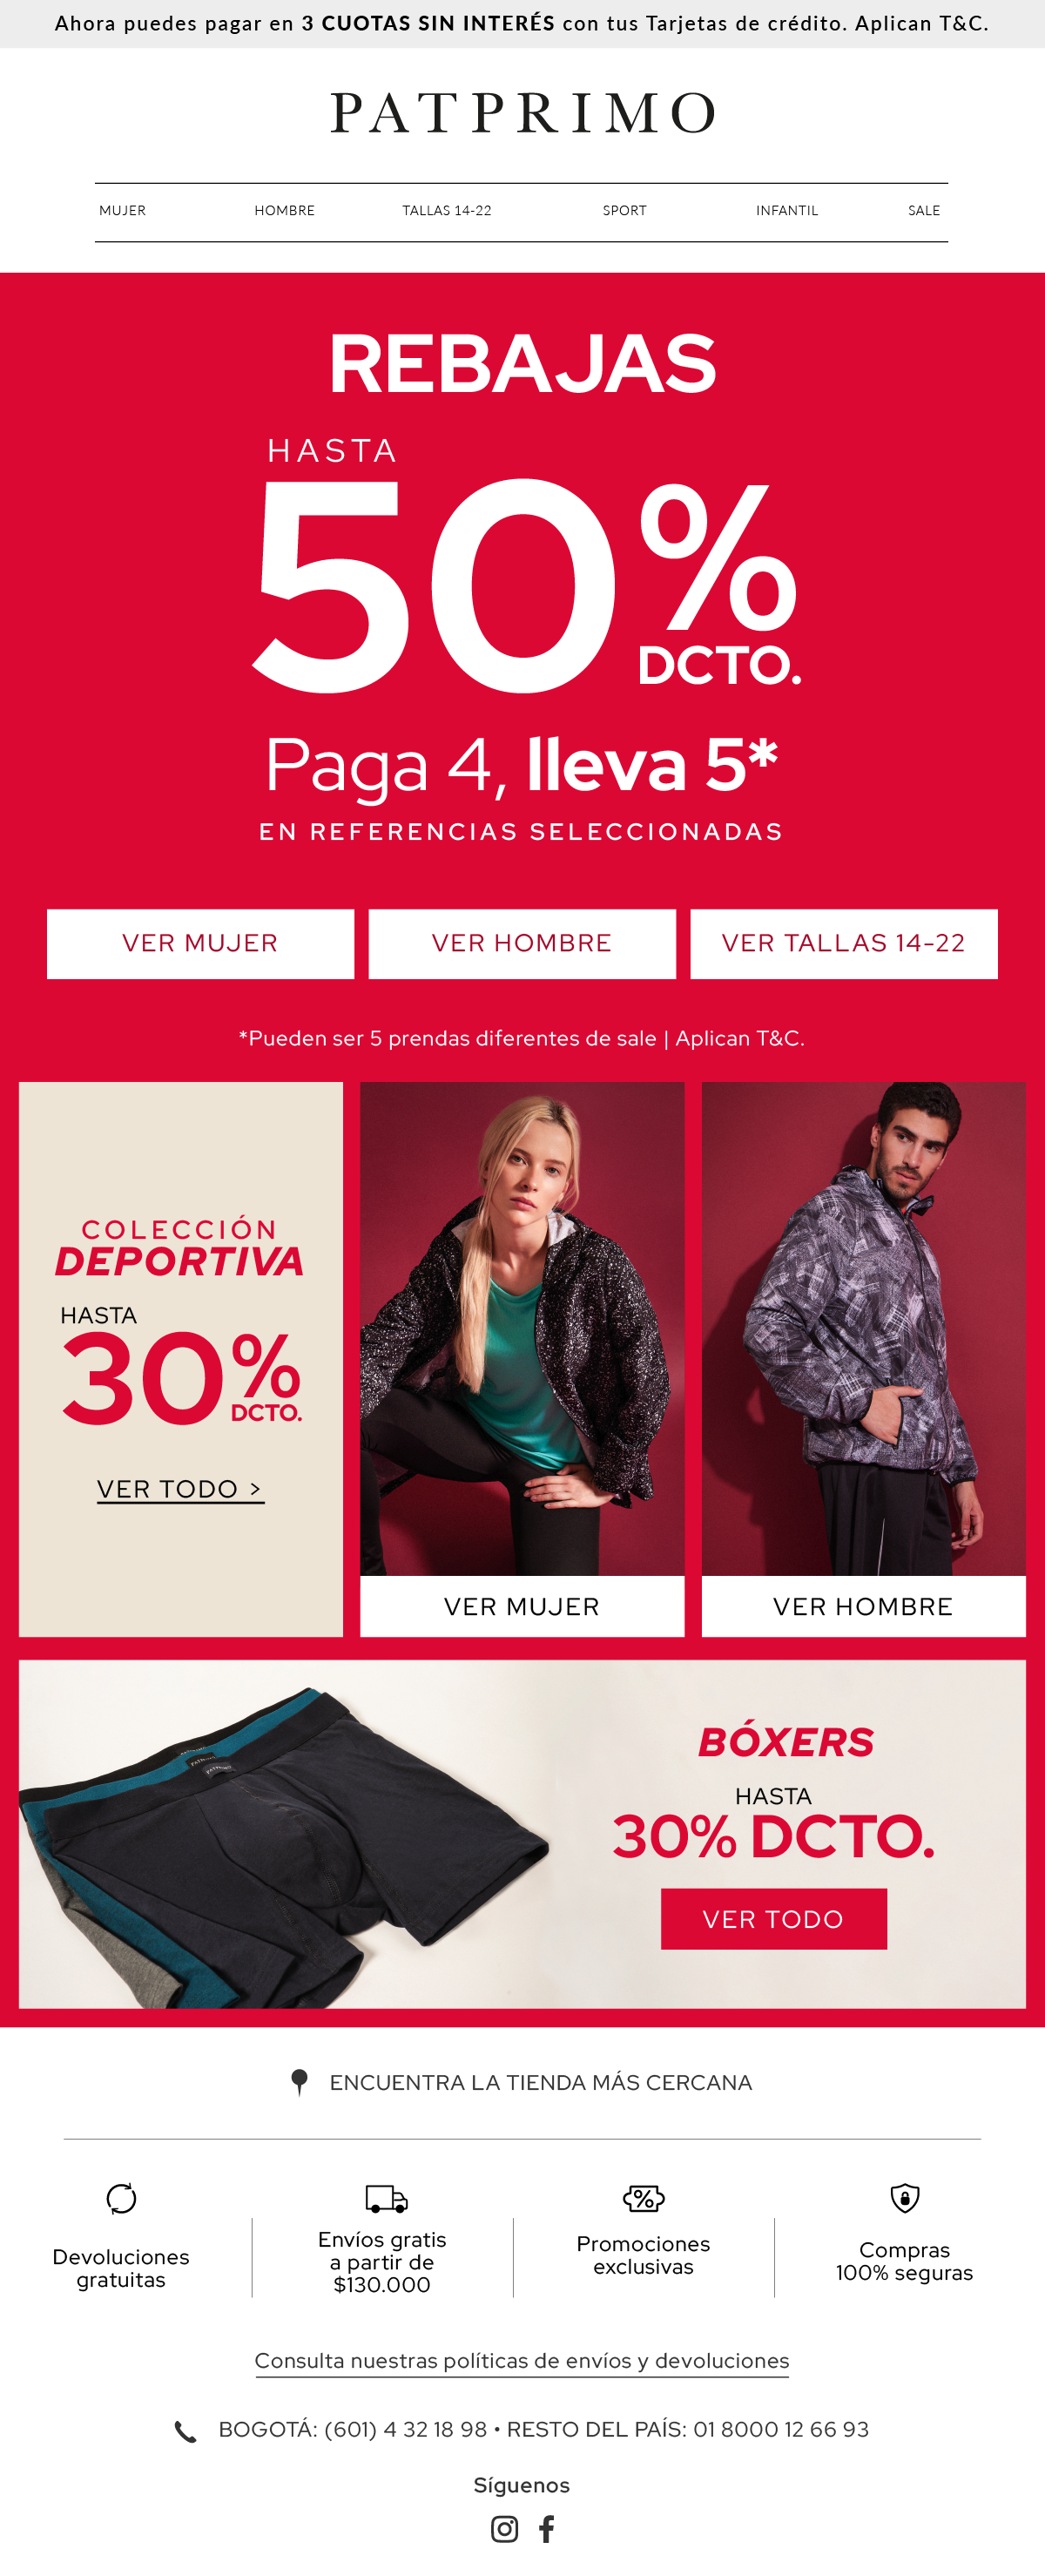 Ahora puedes pagar en 3 CUOTAS SIN INTERÉS con tus Tarjetas de crédito. Aplican T&C.
PATPRIMO
MUJER HOMBRE TALLAS 14-22 SPORT INFANTIL SALE
REBAJAS
HASTA
50%
DCTO.
Paga 4, lleva 5*
EN REFERENCIAS SELECCIONADAS
VER MUJER VER HOMBRE VER TALLAS 14-22
*Pueden ser 5 prendas diferentes de sale | Aplican T&C.
COLECCIÓN
DEPORTIVA
HASTA
30%
DCTO.
VER TODO >
VER MUJER
VER HOMBRE
BÓXERS
HASTA
30% DCTO.
VER TODO
PATPRIMO
ENCUENTRA LA TIENDA MÁS CERCANA
Devoluciones
gratuitas
Envíos gratis
a partir de
$130.000
Promociones
exclusivas
Compras
100% seguras
Consulta nuestras políticas de envíos y devoluciones
BOGOTÁ: (601) 4 32 18 98 • RESTO DEL PAÍS: 01 8000 12 66 93
Síguenos